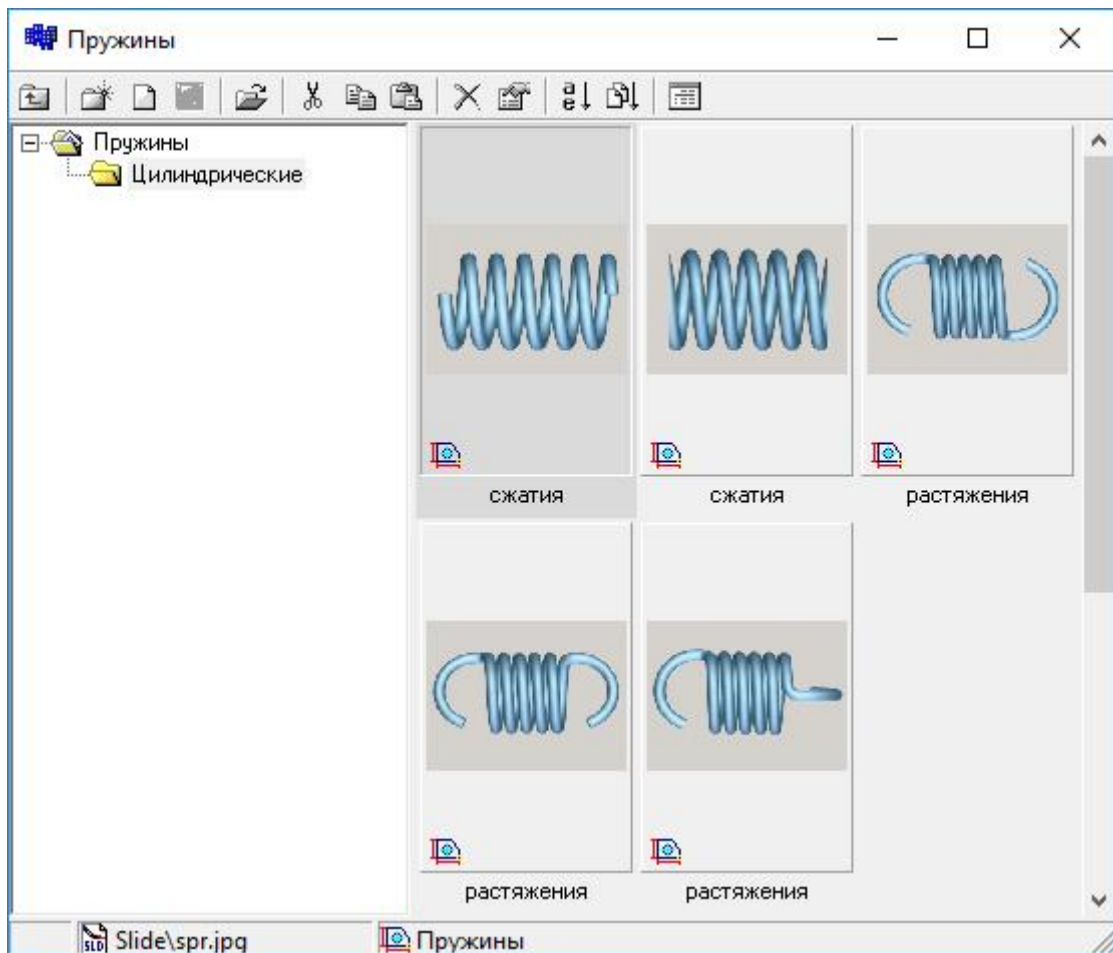 Пружины
Пружины
Цилиндрические
сжатия сжатия растяжения
растяжения растяжения
Slide\spr.jpg Пружины